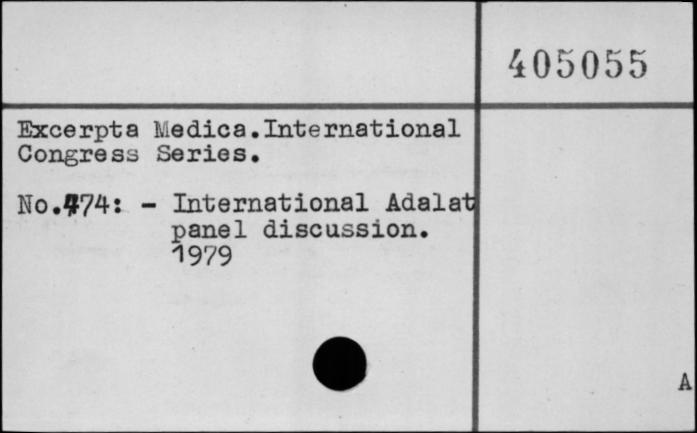 405055
Excerpta Medica.International
Congress Series.
No.474: - International Adalat
panel discussion.
1979
A